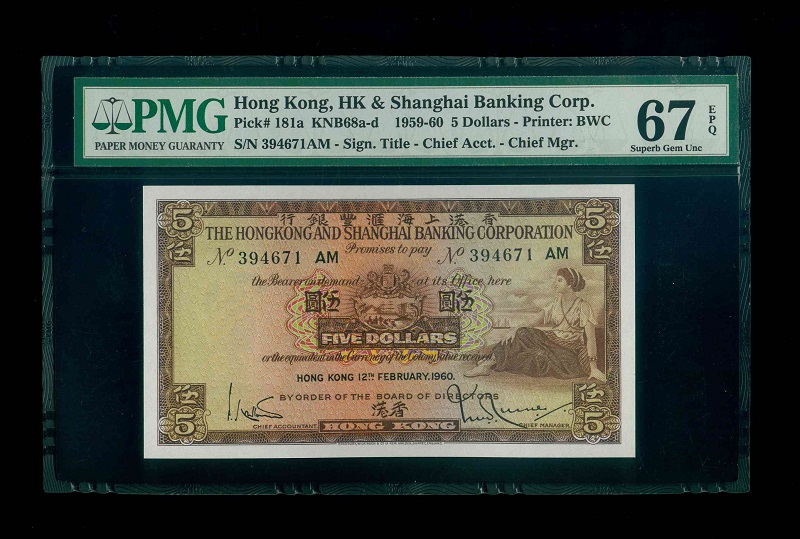 PMG
PAPER MONEY GUARANTY
Hong Kong, HK & Shanghai Banking Corp.
Pick# 181a KNB68a-d 1959-60 5 Dollars - Printer: BWC
S/N 394671AM - Sign. Title - Chief Acct. - Chief Mgr.
67
EPQ
Superb Gem Unc
5 伍
行銀豐滙海上港香
5 伍
THE HONGKONG AND SHANGHAI BANKING CORPORATION
Promises to pay
No 394671 AM
No 394671 AM
the Bearer on demand at its Office here
圓伍
圓伍
FIVE DOLLARS
or the equivalent in the Currency of the Colony Value received
HONG KONG 12TH FEBRUARY, 1960.
BY ORDER OF THE BOARD OF DIRECTORS
港香
伍 5
伍 5
CHIEF ACCOUNTANT
HONG KONG
CHIEF MANAGER